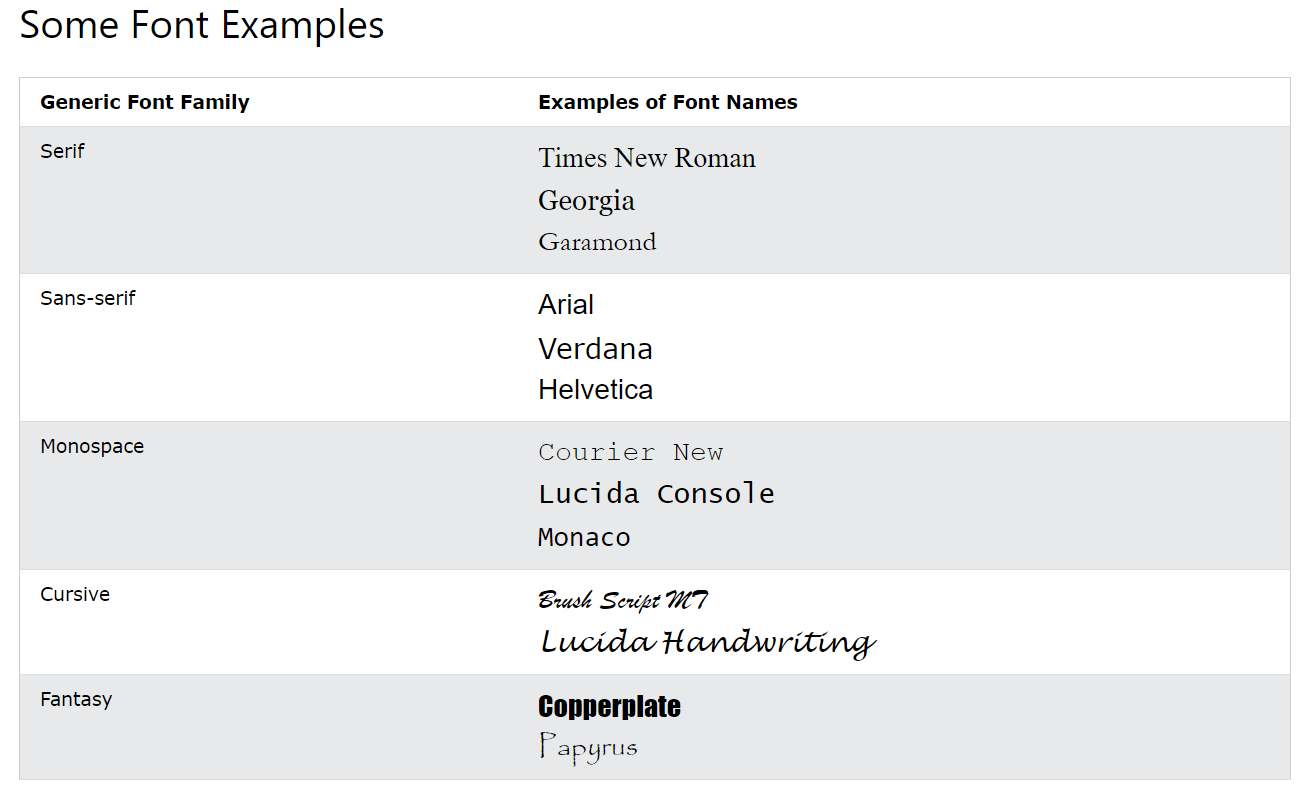 Some Font Examples
Generic Font Family Examples of Font Names
Serif Times New Roman
Georgia
Garamond
Sans-serif Arial
Verdana
Helvetica
Monospace Courier New
Lucida Console
Monaco
Cursive Brush Script MT
Lucida Handwriting
Fantasy Copperplate
Papyrus